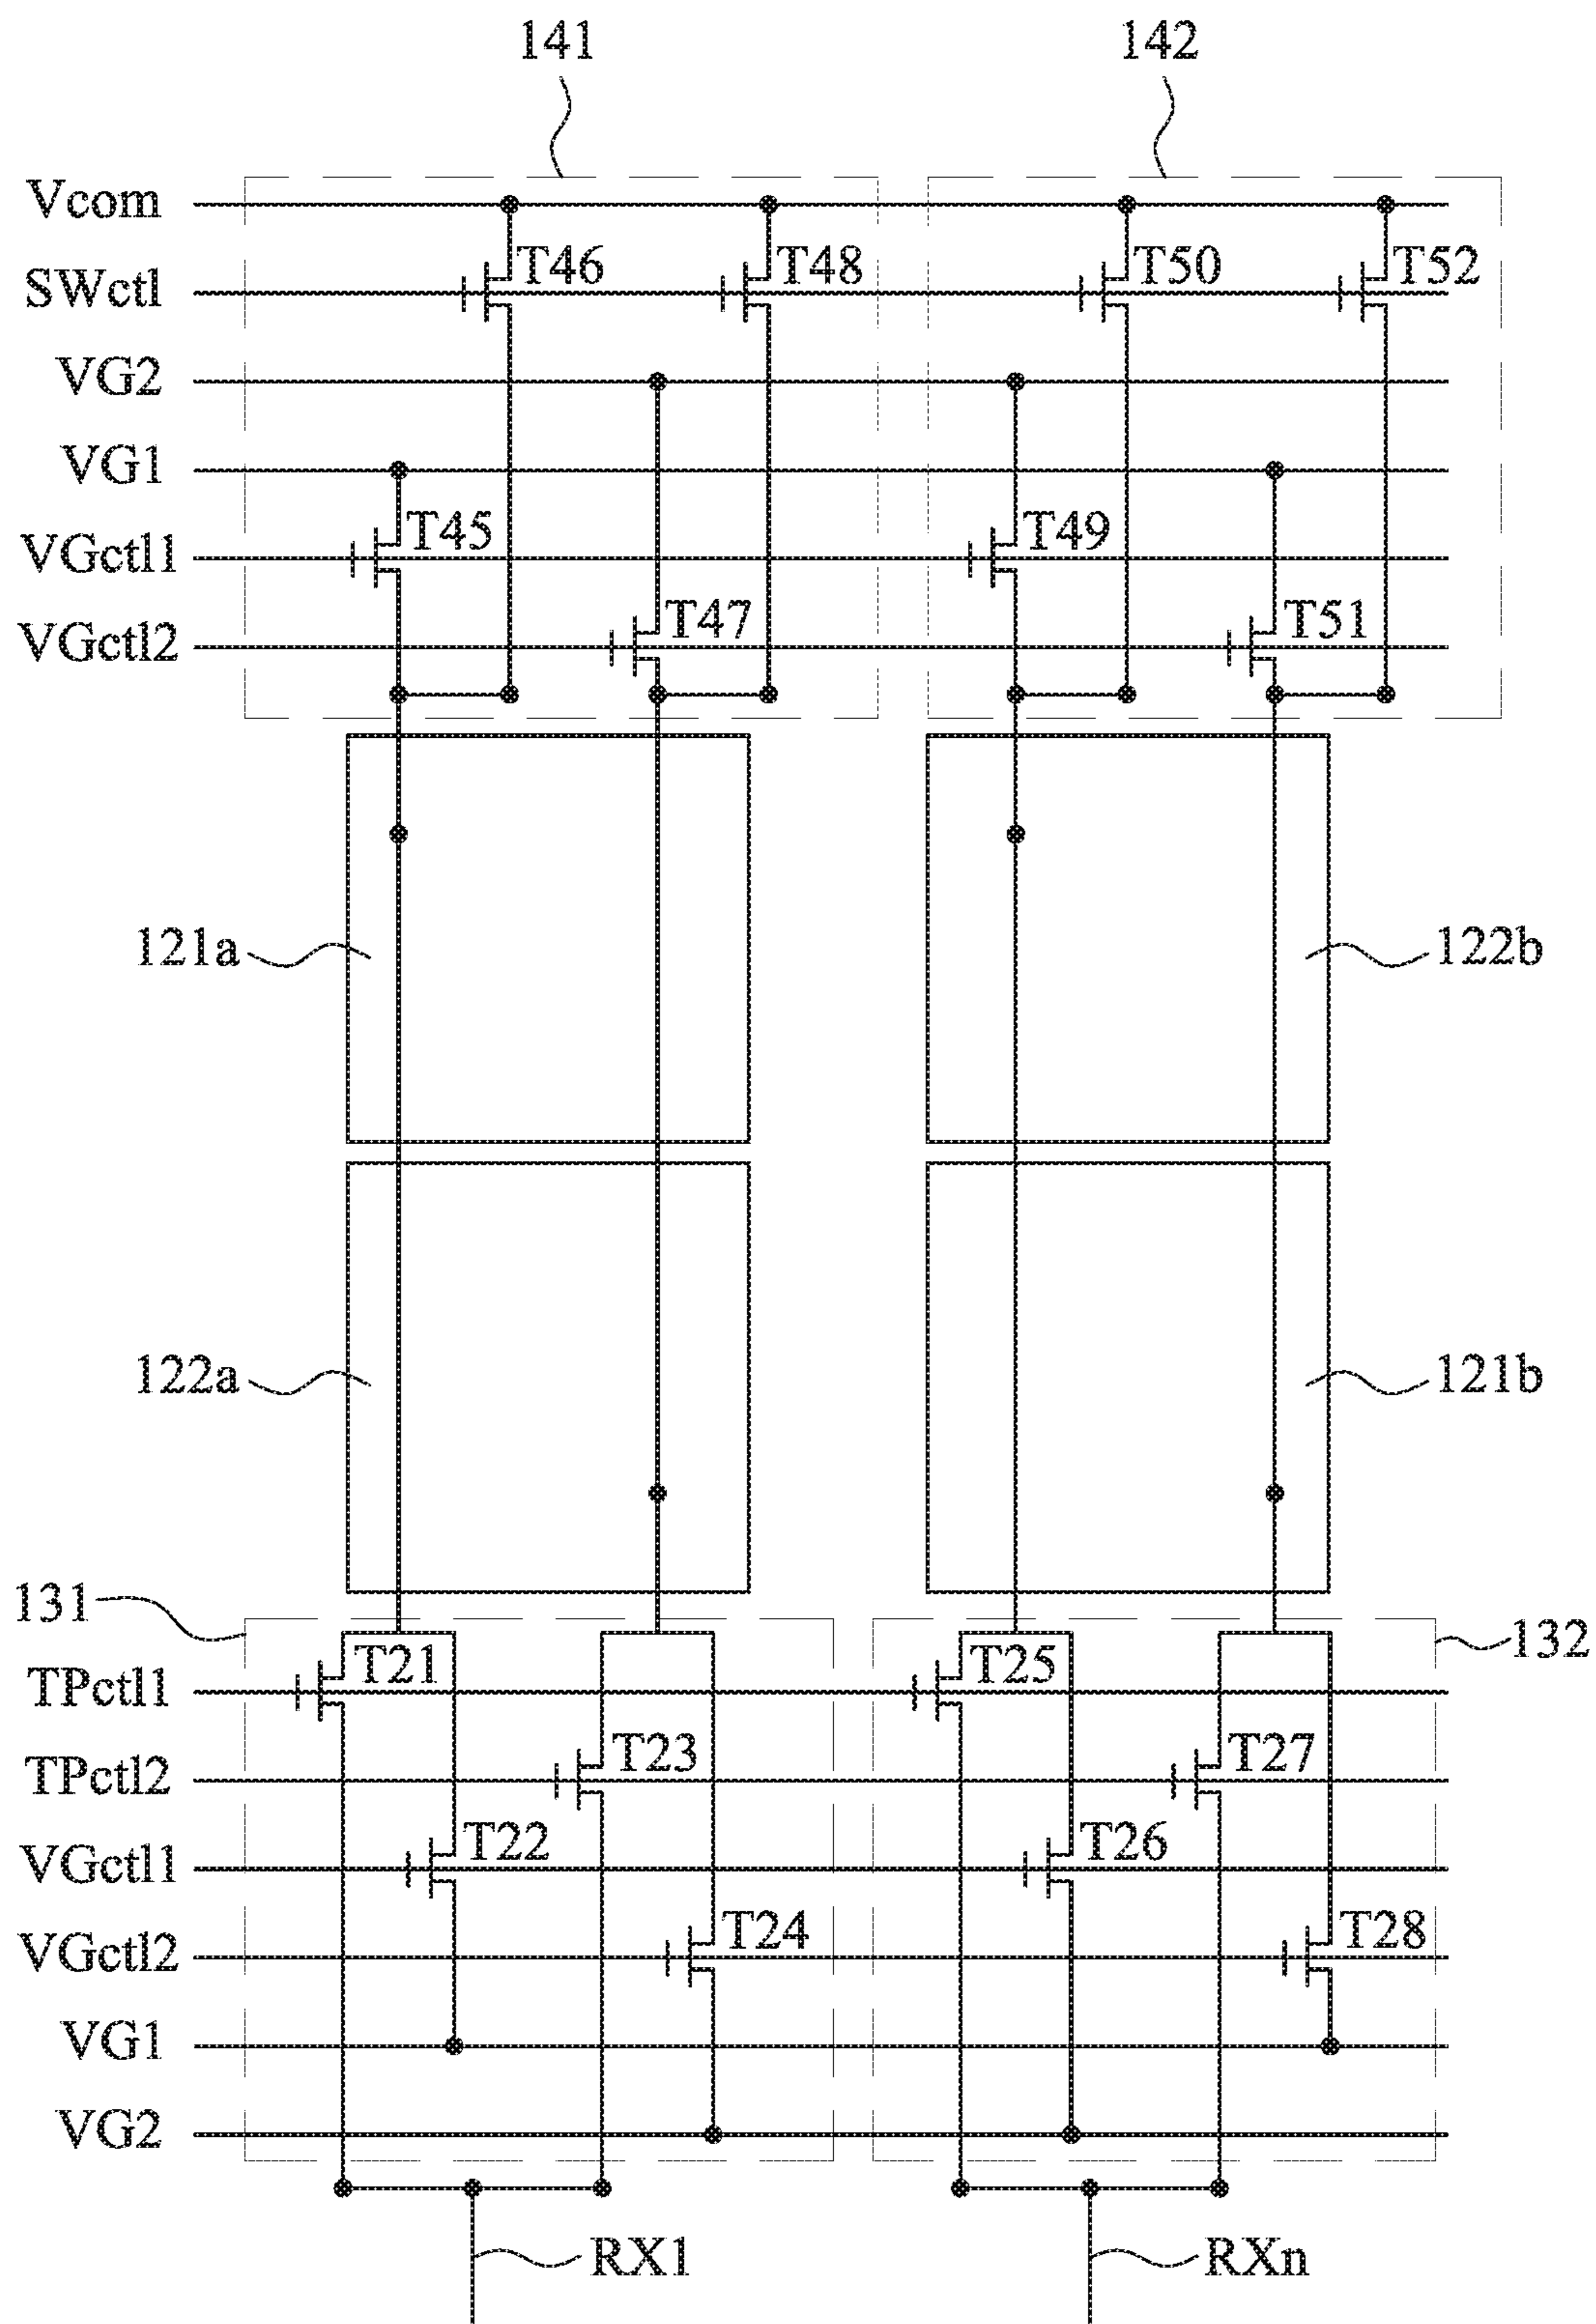 141 142
Vcom
T46 T48 T50 T52
SWctl
VG2
VG1
T45 T49
VGctl1
T47 T51
VGctl2
121a 122b
122a 121b
131 132
T21 T25
TPctl1
T23 T27
TPctl2
T22 T26
VGctl1
T24 T28
VGctl2
VG1
VG2
RX1 RXn